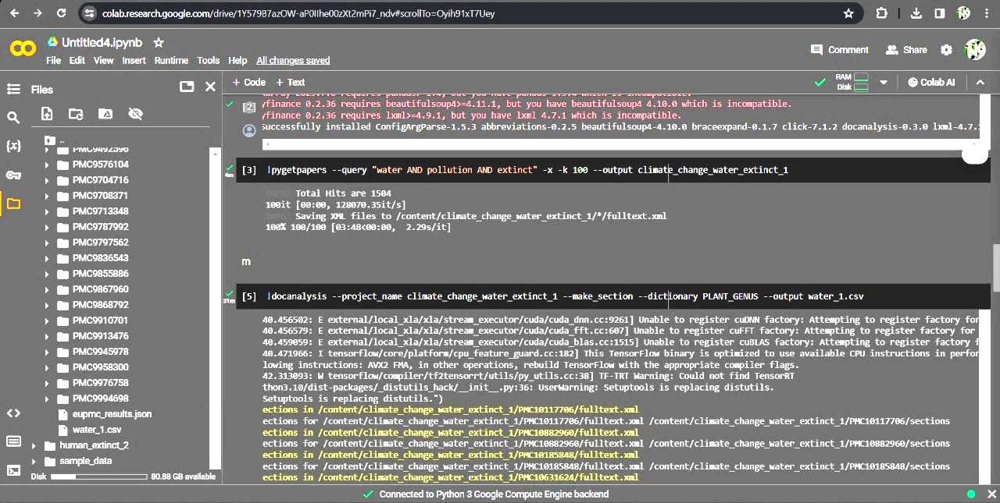 colab.research.google.com/drive/1Y579B7azOW-aP0IIhe00zXt2mPi7_ndv#scrollTo=Oyih91xT7Uey
Untitled4.ipynb
File Edit View Insert Runtime Tools Help All changes saved
Comment Share
Files
+ Code + Text
RAM
Disk
Colab AI
..
PMC9492596
PMC9576104
PMC9704716
PMC9708371
PMC9713348
PMC9787992
PMC9797562
PMC9836543
PMC9855886
PMC9867960
PMC9868792
PMC9910701
PMC9913476
PMC9945978
PMC9958300
PMC9976758
PMC9994698
eupmc_results.json
water_1.csv
human_extinct_2
sample_data
Disk 80.88 GB available
[2]
yfinance 0.2.36 requires beautifulsoup4>=4.11.1, but you have beautifulsoup4 4.10.0 which is incompatible.
yfinance 0.2.36 requires lxml>=4.9.1, but you have lxml 4.7.1 which is incompatible.
Successfully installed ConfigArgParse-1.5.3 abbreviations-0.2.5 beautifulsoup4-4.10.0 braceexpand-0.1.7 click-7.1.2 docanalysis-0.3.0 lxml-4.7.1
4m
[3] !pygetpapers --query "water AND pollution AND extinct" -x -k 100 --output climate_change_water_extinct_1
Total Hits are 1504
100it [00:00, 128070.35it/s]
Saving XML files to /content/climate_change_water_extinct_1/*/fulltext.xml
100% 100/100 [03:48<00:00, 2.29s/it]
m
31m
[5] !docanalysis --project_name climate_change_water_extinct_1 --make_section --dictionary PLANT_GENUS --output water_1.csv
40.456502: E external/local_xla/xla/stream_executor/cuda/cuda_dnn.cc:9261] Unable to register cuDNN factory: Attempting to register factory for
40.456579: E external/local_xla/xla/stream_executor/cuda/cuda_fft.cc:607] Unable to register cuFFT factory: Attempting to register factory for
40.459059: E external/local_xla/xla/stream_executor/cuda/cuda_blas.cc:1515] Unable to register cuBLAS factory: Attempting to register factory f
40.471966: I tensorflow/core/platform/cpu_feature_guard.cc:182] This TensorFlow binary is optimized to use available CPU instructions in perfor
lowing instructions: AVX2 FMA, in other operations, rebuild TensorFlow with the appropriate compiler flags.
42.313093: W tensorflow/compiler/tf2tensorrt/utils/py_utils.cc:38] TF-TRT Warning: Could not find TensorRT
thon3.10/dist-packages/_distutils_hack/__init__.py:36: UserWarning: Setuptools is replacing distutils.
Setuptools is replacing distutils.")
ections in /content/climate_change_water_extinct_1/PMC10117706/fulltext.xml
ections for /content/climate_change_water_extinct_1/PMC10117706/fulltext.xml /content/climate_change_water_extinct_1/PMC10117706/sections
ections in /content/climate_change_water_extinct_1/PMC10882960/fulltext.xml
ections for /content/climate_change_water_extinct_1/PMC10882960/fulltext.xml /content/climate_change_water_extinct_1/PMC10882960/sections
ections in /content/climate_change_water_extinct_1/PMC10185848/fulltext.xml
ections for /content/climate_change_water_extinct_1/PMC10185848/fulltext.xml /content/climate_change_water_extinct_1/PMC10185848/sections
ections in /content/climate_change_water_extinct_1/PMC10631624/fulltext.xml
Connected to Python 3 Google Compute Engine backend